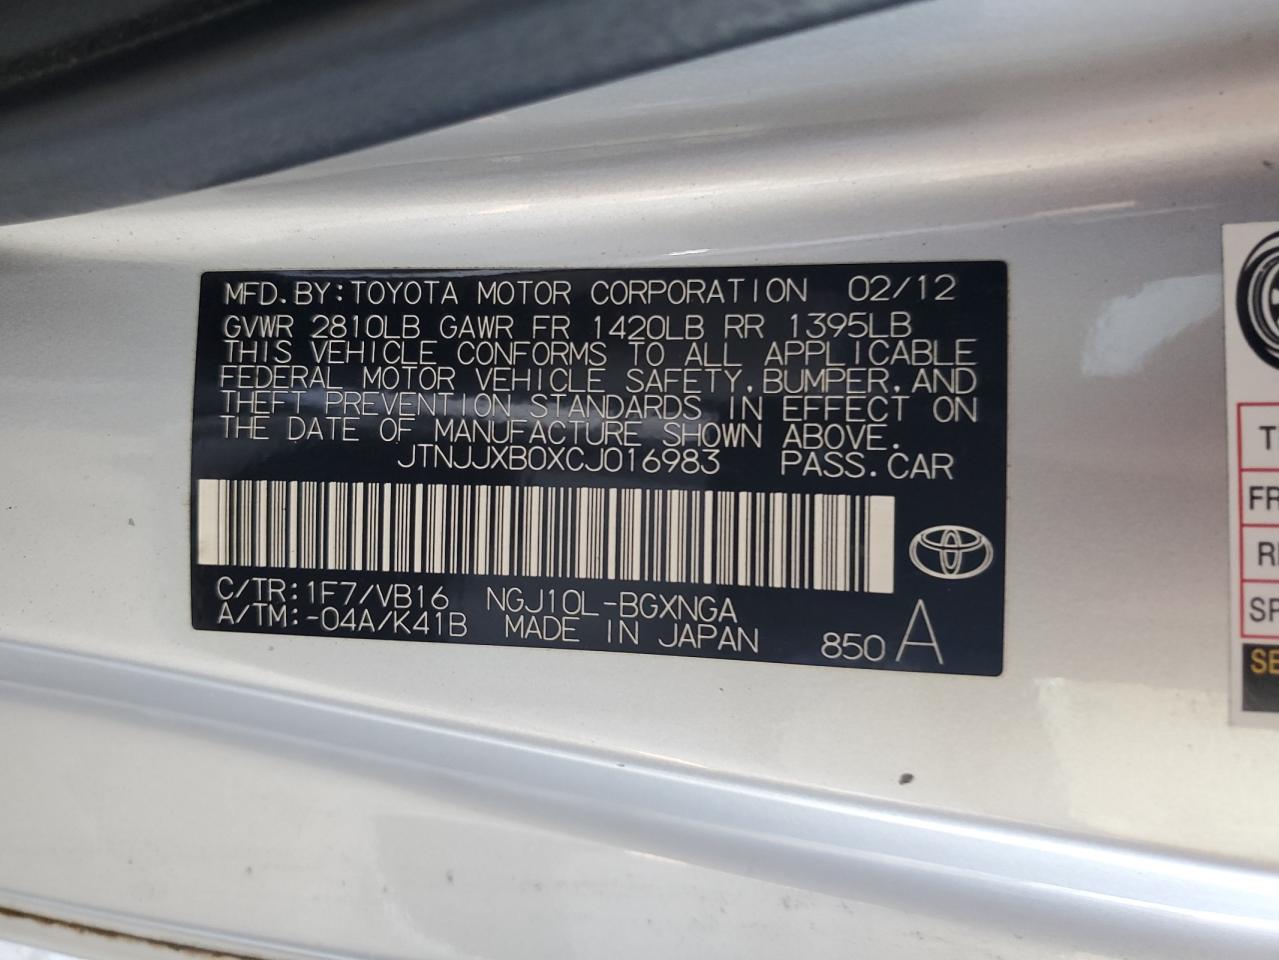 MFD.BY:TOYOTA MOTOR CORPORATION 02/12
GVWR 2810LB GAWR FR 1420LB RR 1395LB
THIS VEHICLE CONFORMS TO ALL APPLICABLE
FEDERAL MOTOR VEHICLE SAFETY,BUMPER,AND
THEFT PREVENTION STANDARDS IN EFFECT ON
THE DATE OF MANUFACTURE SHOWN ABOVE.
JTNJJXB0XCJ016983 PASS.CAR
C/TR:1F7/VB16 NGJ10L-BGXNGA
A/TM:-04A/K41B MADE IN JAPAN 850 A
T
FR
SE